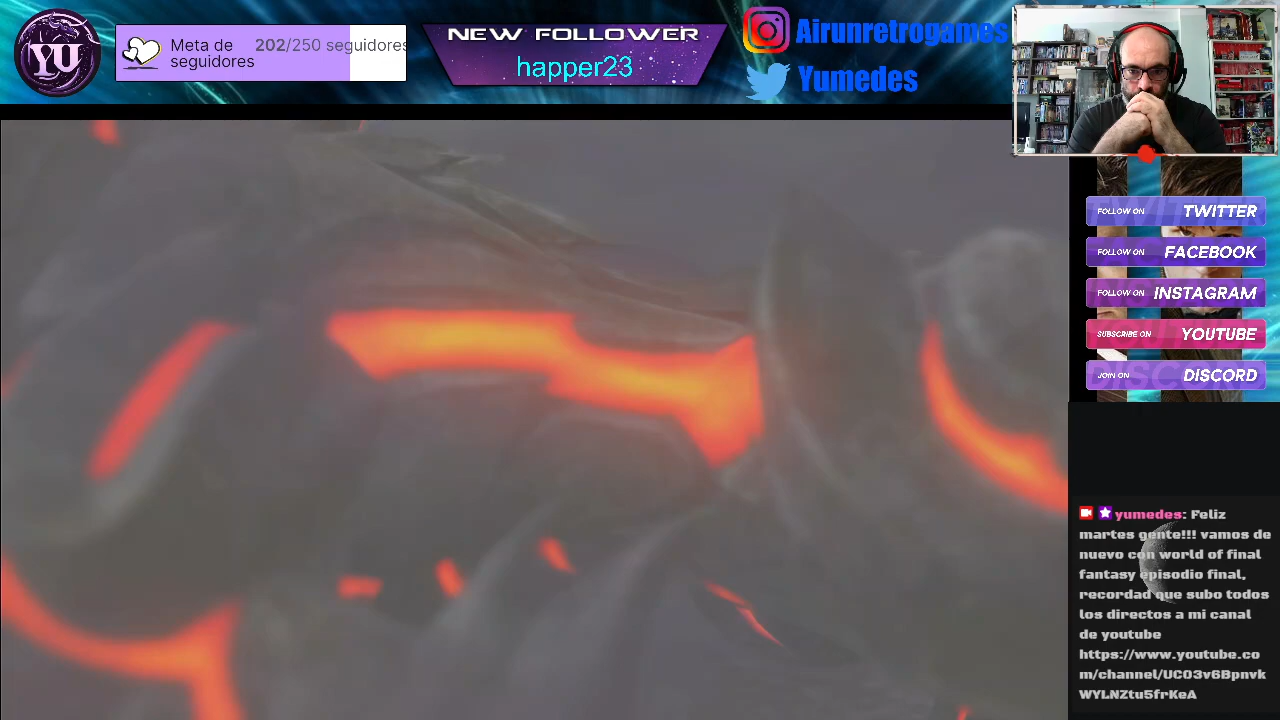 YU
Meta de seguidores
202/250 seguidores
NEW FOLLOWER
happer23
Airunretrogames
Yumedes
FOLLOW ON TWITTER
FOLLOW ON FACEBOOK
FOLLOW ON INSTAGRAM
SUBSCRIBE ON YOUTUBE
JOIN ON DISCORD
yumedes: Feliz
martes gente!!! vamos de
nuevo con world of final
fantasy episodio final,
recordad que subo todos
los directos a mi canal
de youtube
https://www.youtube.co
m/channel/UC03v6Bpnvk
WYLNZtu5frKeA